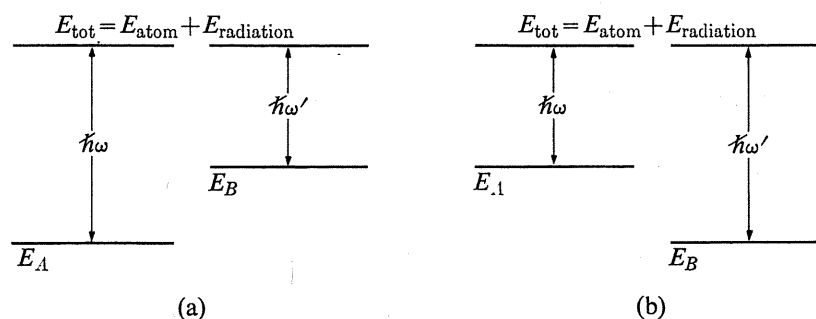 E_tot = E_atom + E_radiation
E_tot = E_atom + E_radiation
ℏω
ℏω′
ℏω
ℏω′
E_B
E_A
E_A
E_B
(a)
(b)